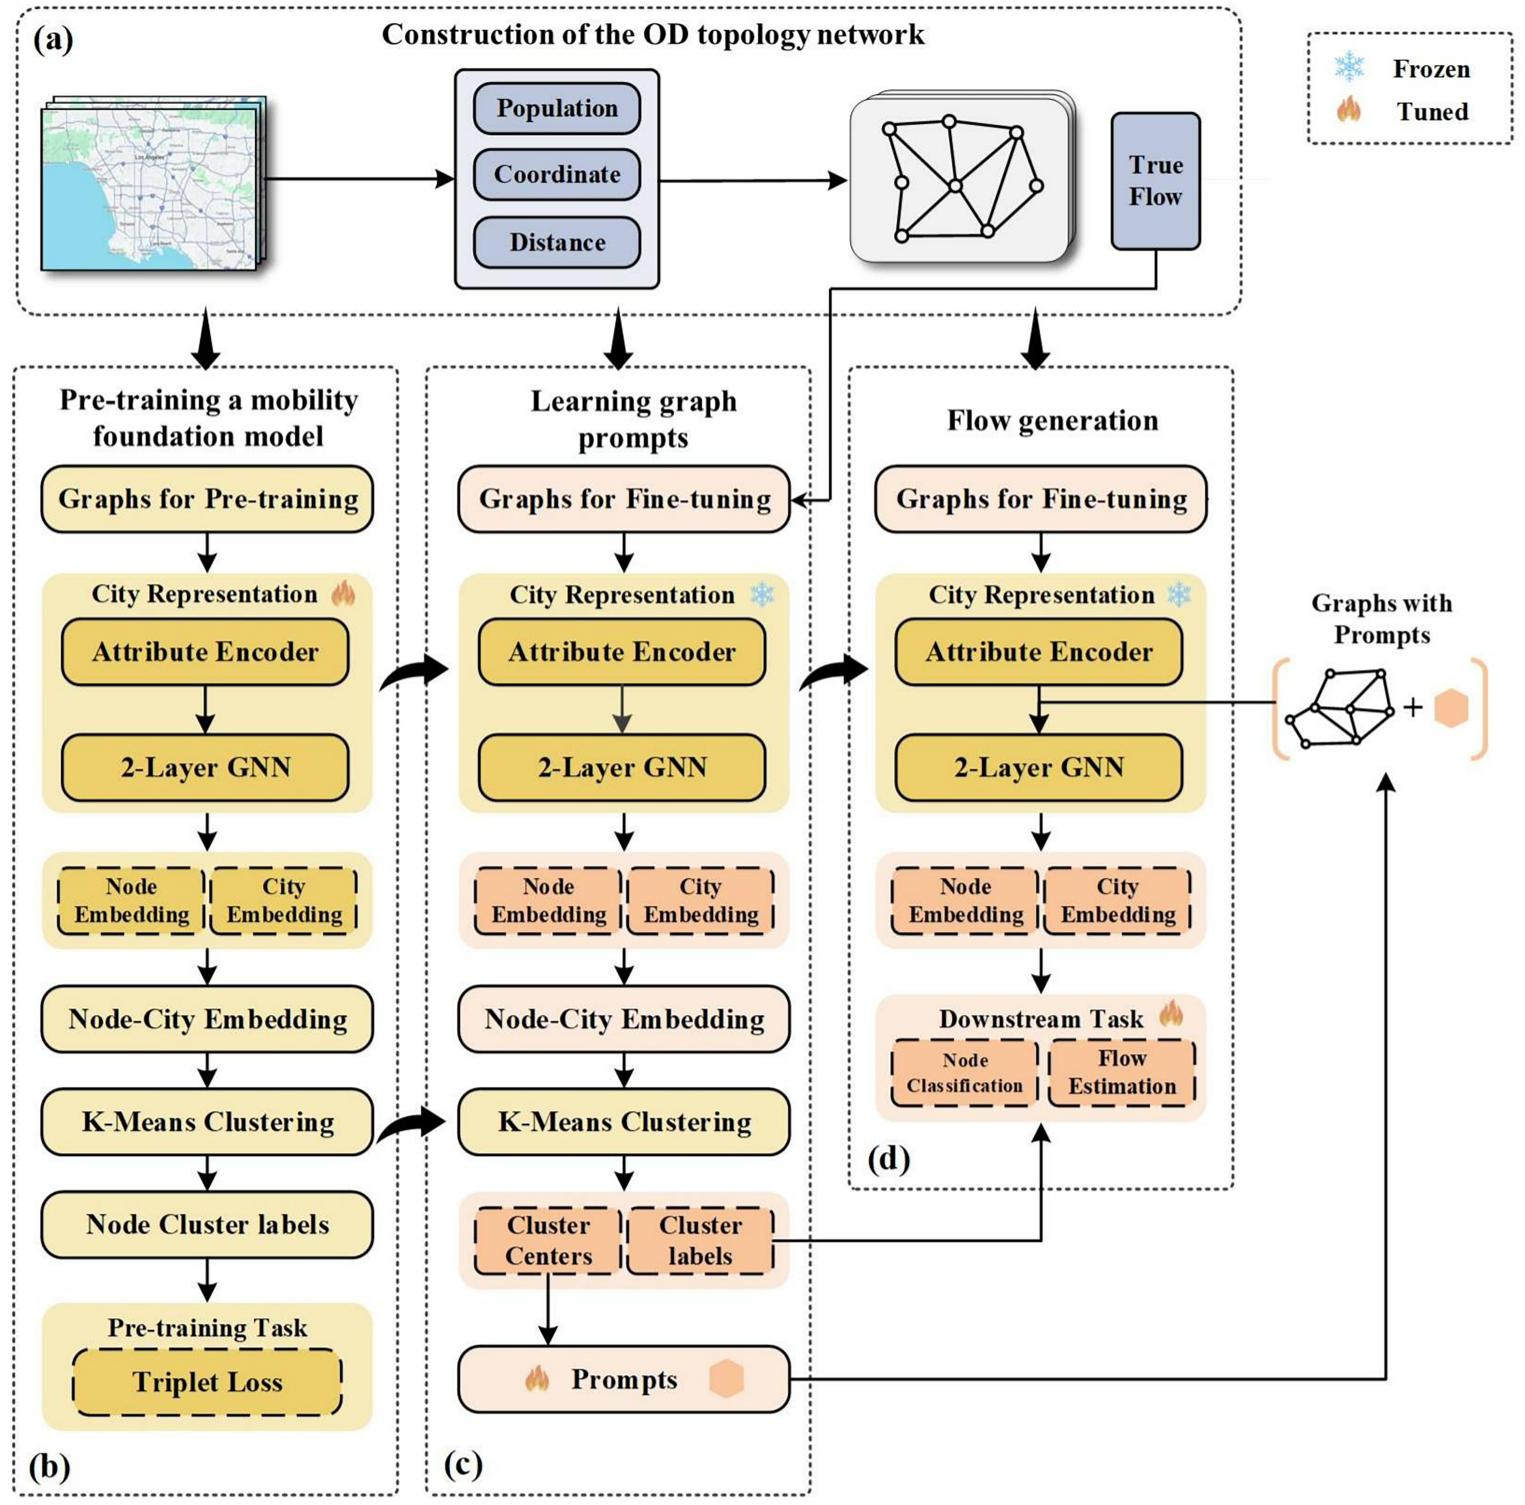 (a)
Construction of the OD topology network
Frozen
Tuned
Los Angeles
Population
Coordinate
Distance
True
Flow
Pre-training a mobility
foundation model
Graphs for Pre-training
City Representation
Attribute Encoder
2-Layer GNN
Node
Embedding
City
Embedding
Node-City Embedding
K-Means Clustering
Node Cluster labels
Pre-training Task
Triplet Loss
(b)
Learning graph
prompts
Graphs for Fine-tuning
City Representation
Attribute Encoder
2-Layer GNN
Node
Embedding
City
Embedding
Node-City Embedding
K-Means Clustering
Cluster
Centers
Cluster
labels
Prompts
(c)
Flow generation
Graphs for Fine-tuning
City Representation
Attribute Encoder
2-Layer GNN
Node
Embedding
City
Embedding
Downstream Task
Node
Classification
Flow
Estimation
(d)
Graphs with
Prompts
+